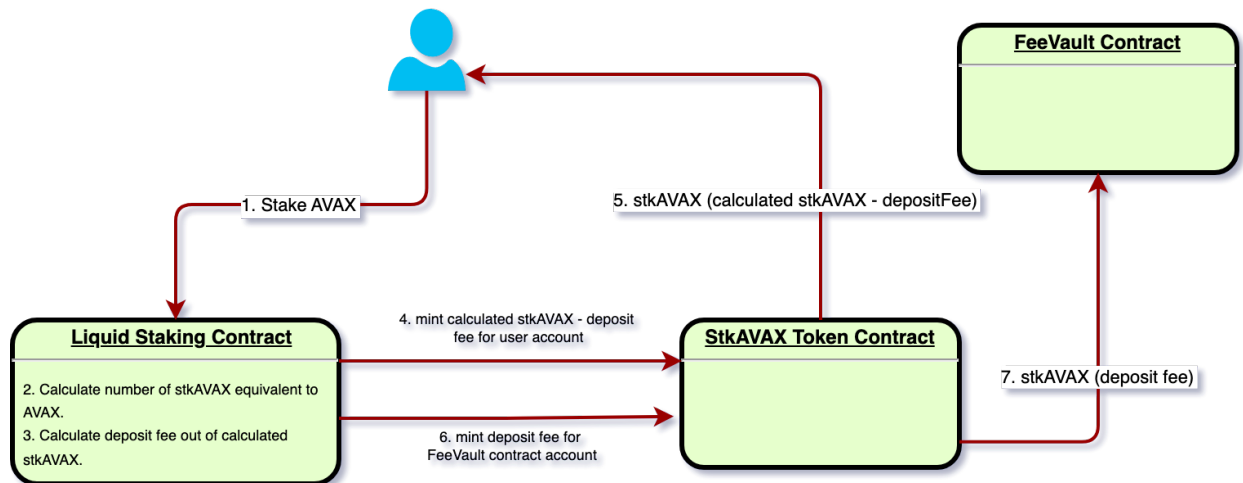 FeeVault Contract
1. Stake AVAX
5. stkAVAX (calculated stkAVAX - depositFee)
Liquid Staking Contract
2. Calculate number of stkAVAX equivalent to
AVAX.
3. Calculate deposit fee out of calculated
stkAVAX.
4. mint calculated stkAVAX - deposit
fee for user account
6. mint deposit fee for
FeeVault contract account
StkAVAX Token Contract
7. stkAVAX (deposit fee)